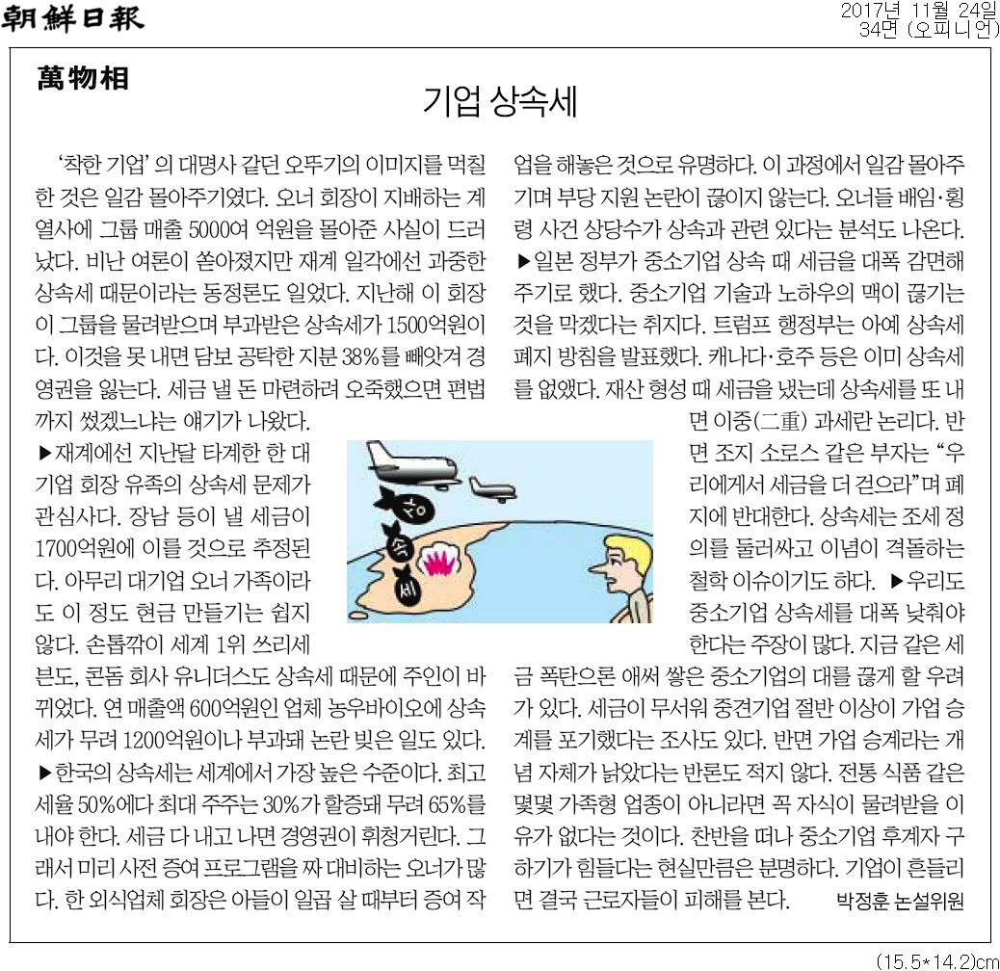 朝鮮日報
2017년 11월 24일
34면 (오피니언)
萬物相
기업 상속세
‘착한 기업’의 대명사 같던 오뚜기의 이미지를 먹칠
한 것은 일감 몰아주기였다. 오너 회장이 지배하는 계
열사에 그룹 매출 5000여 억원을 몰아준 사실이 드러
났다. 비난 여론이 쏟아졌지만 재계 일각에선 과중한
상속세 때문이라는 동정론도 일었다. 지난해 이 회장
이 그룹을 물려받으며 부과받은 상속세가 1500억원이
다. 이것을 못 내면 담보 공탁한 지분 38%를 빼앗겨 경
영권을 잃는다. 세금 낼 돈 마련하려 오죽했으면 편법
까지 썼겠느냐는 얘기가 나왔다.
▶재계에선 지난달 타계한 한 대
기업 회장 유족의 상속세 문제가
관심사다. 장남 등이 낼 세금이
1700억원에 이를 것으로 추정된
다. 아무리 대기업 오너 가족이라
도 이 정도 현금 만들기는 쉽지
않다. 손톱깎이 세계 1위 쓰리세
븐도, 콘돔 회사 유니더스도 상속세 때문에 주인이 바
뀌었다. 연 매출액 600억원인 업체 농우바이오에 상속
세가 무려 1200억원이나 부과돼 논란 빚은 일도 있다.
▶한국의 상속세는 세계에서 가장 높은 수준이다. 최고
세율 50%에다 최대 주주는 30%가 할증돼 무려 65%를
내야 한다. 세금 다 내고 나면 경영권이 휘청거린다. 그
래서 미리 사전 증여 프로그램을 짜 대비하는 오너가 많
다. 한 외식업체 회장은 아들이 일곱 살 때부터 증여 작
상
속
세
업을 해놓은 것으로 유명하다. 이 과정에서 일감 몰아주
기며 부당 지원 논란이 끊이지 않는다. 오너들 배임·횡
령 사건 상당수가 상속과 관련 있다는 분석도 나온다.
▶일본 정부가 중소기업 상속 때 세금을 대폭 감면해
주기로 했다. 중소기업 기술과 노하우의 맥이 끊기는
것을 막겠다는 취지다. 트럼프 행정부는 아예 상속세
폐지 방침을 발표했다. 캐나다·호주 등은 이미 상속세
를 없앴다. 재산 형성 때 세금을 냈는데 상속세를 또 내
면 이중(二重) 과세란 논리다. 반
면 조지 소로스 같은 부자는 “우
리에게서 세금을 더 걷으라”며 폐
지에 반대한다. 상속세는 조세 정
의를 둘러싸고 이념이 격돌하는
철학 이슈이기도 하다. ▶우리도
중소기업 상속세를 대폭 낮춰야
한다는 주장이 많다. 지금 같은 세
금 폭탄으론 애써 쌓은 중소기업의 대를 끊게 할 우려
가 있다. 세금이 무서워 중견기업 절반 이상이 가업 승
계를 포기했다는 조사도 있다. 반면 가업 승계라는 개
념 자체가 낡았다는 반론도 적지 않다. 전통 식품 같은
몇몇 가족형 업종이 아니라면 꼭 자식이 물려받을 이
유가 없다는 것이다. 찬반을 떠나 중소기업 후계자 구
하기가 힘들다는 현실만큼은 분명하다. 기업이 흔들리
면 결국 근로자들이 피해를 본다. 박정훈 논설위원
(15.5*14.2)cm